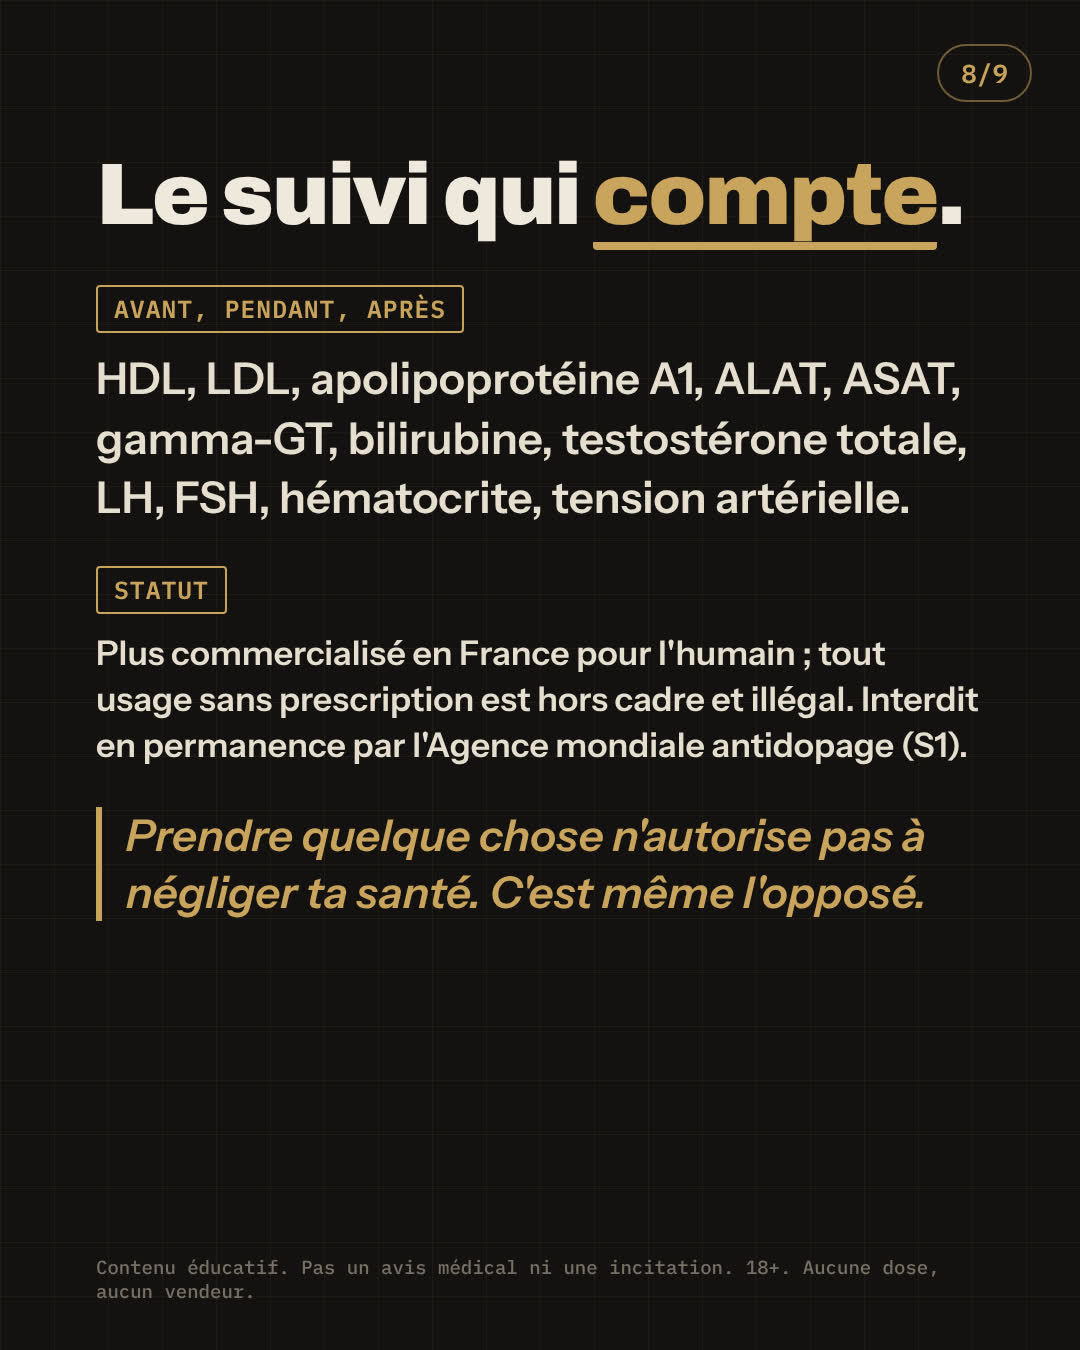 8/9
Le suivi qui compte.
AVANT, PENDANT, APRÈS
HDL, LDL, apolipoprotéine A1, ALAT, ASAT,
gamma-GT, bilirubine, testostérone totale,
LH, FSH, hématocrite, tension artérielle.
STATUT
Plus commercialisé en France pour l'humain ; tout
usage sans prescription est hors cadre et illégal. Interdit
en permanence par l'Agence mondiale antidopage (S1).
Prendre quelque chose n'autorise pas à
négliger ta santé. C'est même l'opposé.
Contenu éducatif. Pas un avis médical ni une incitation. 18+. Aucune dose,
aucun vendeur.